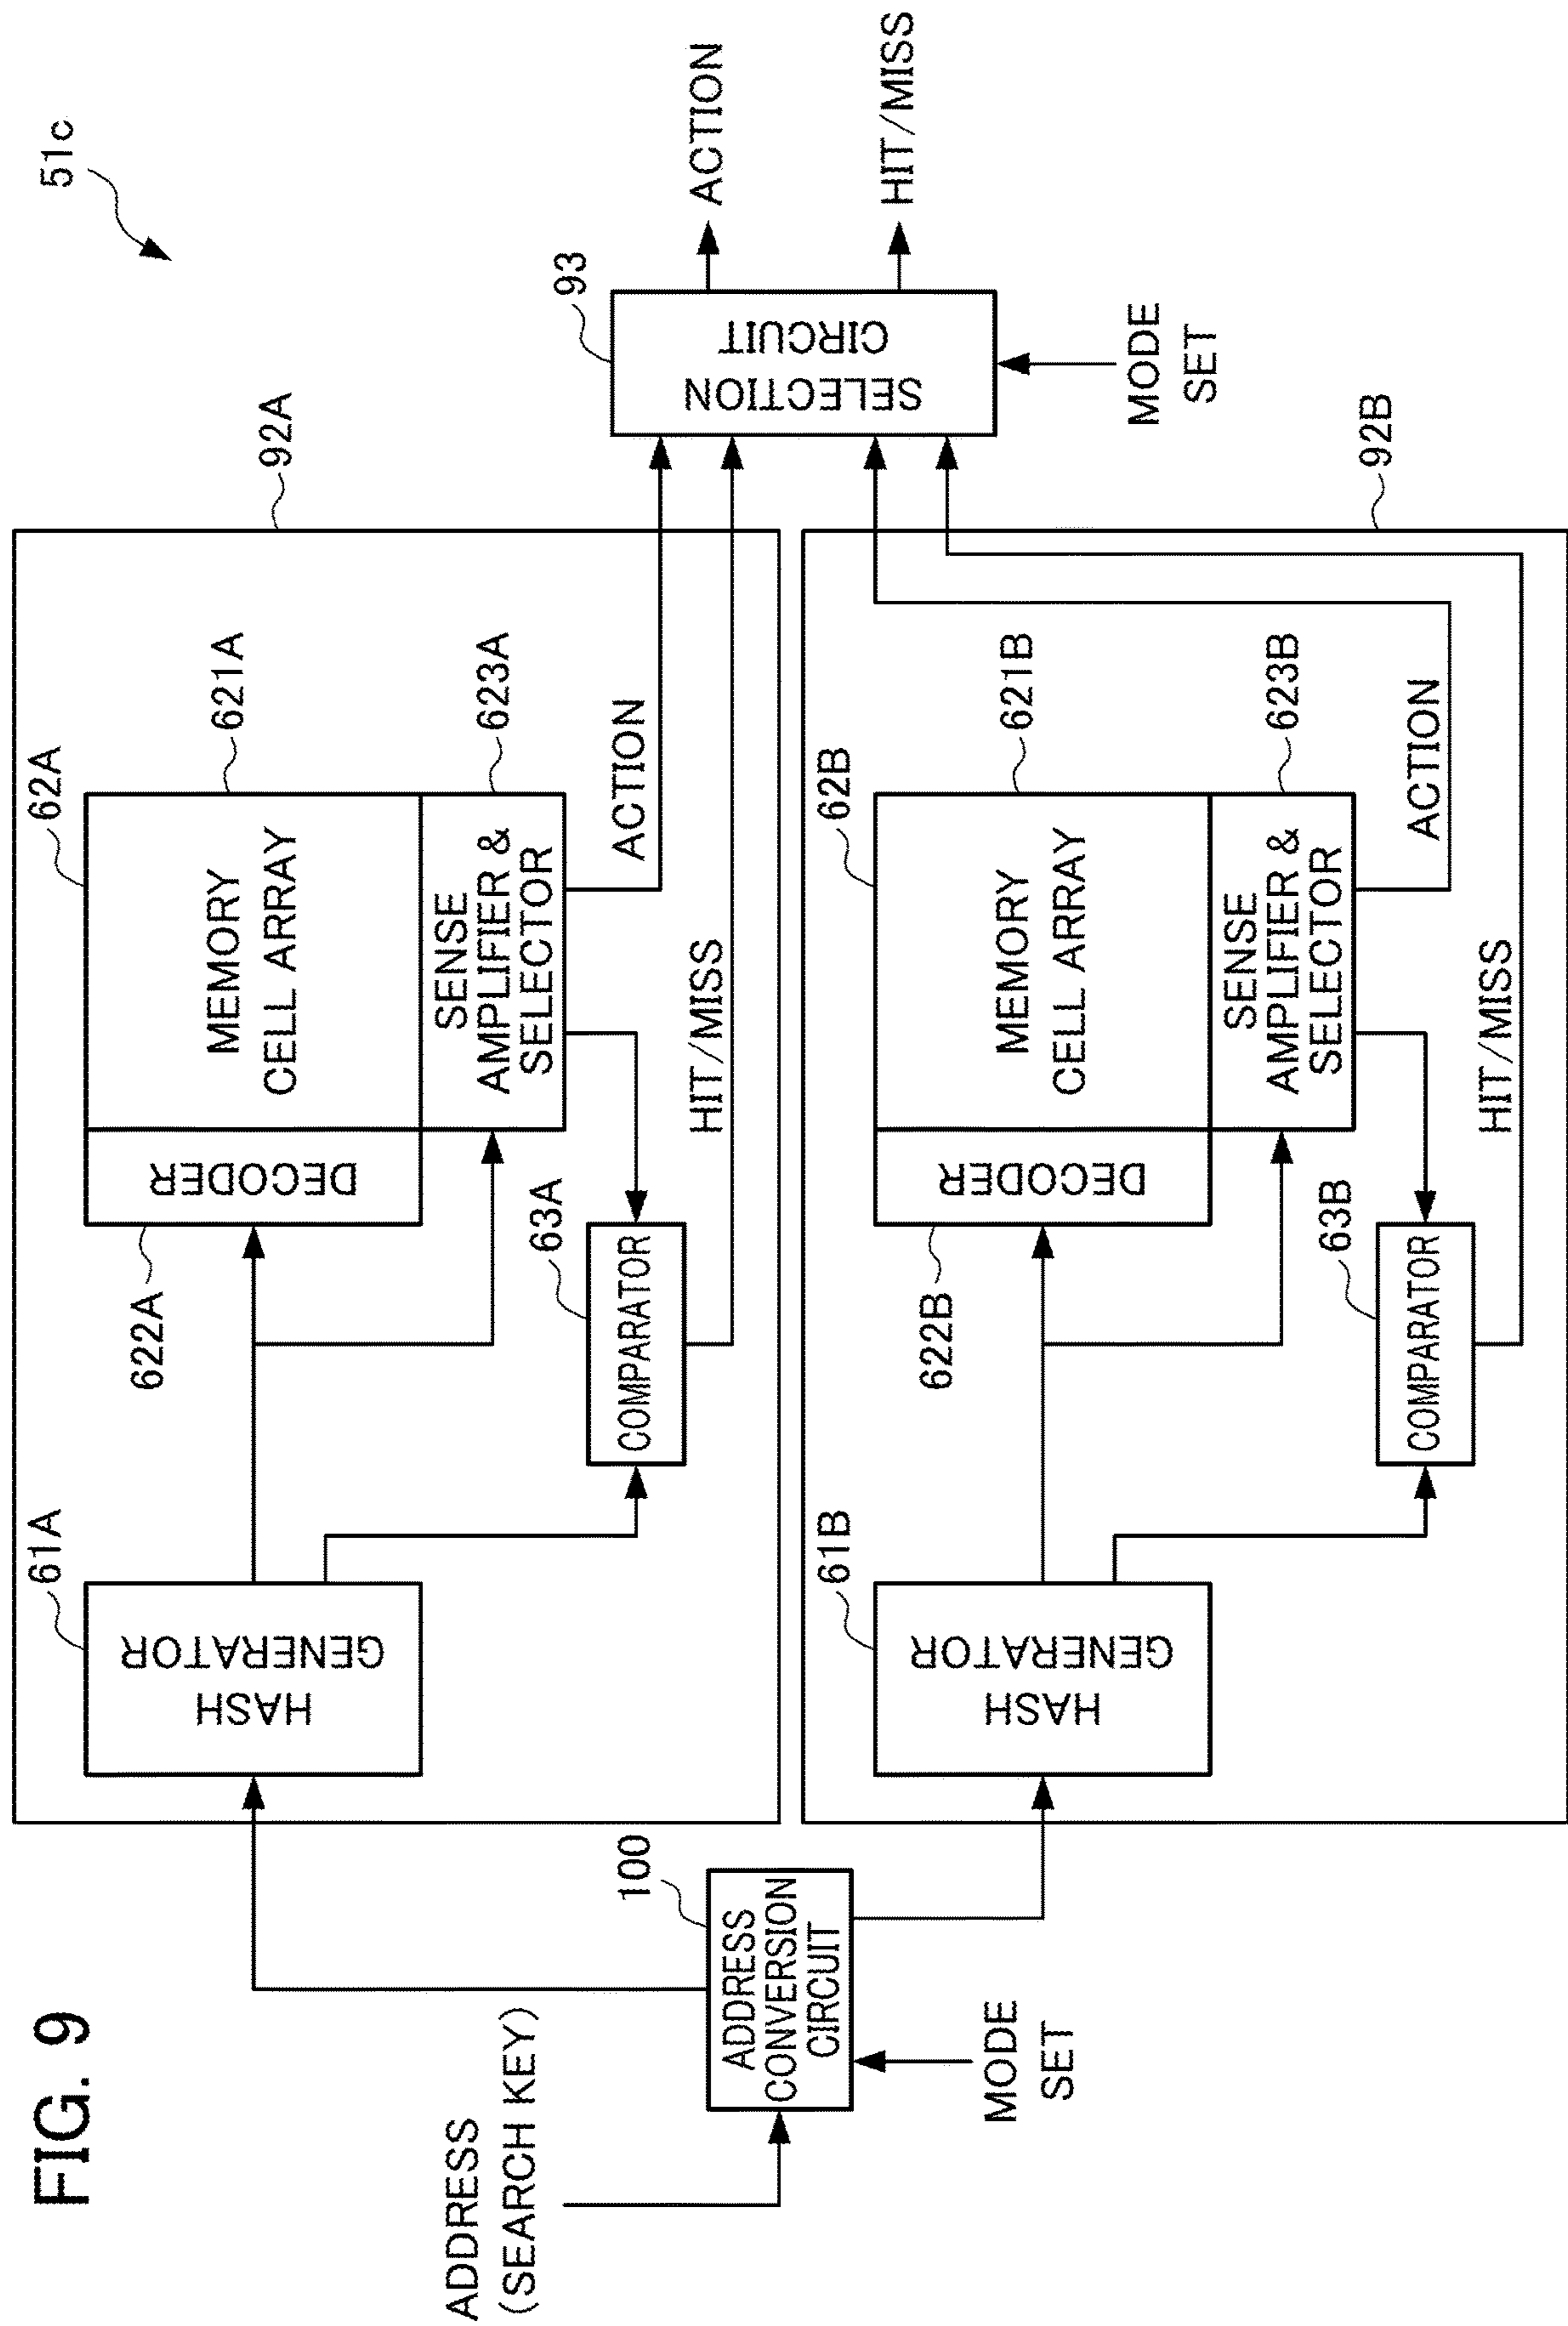 FIG. 9
51c
ADDRESS
(SEARCH KEY)
MODE
SET
100
ADDRESS
CONVERSION
CIRCUIT
92A
61A
HASH
GENERATOR
62A
622A
DECODER
621A
MEMORY
CELL ARRAY
623A
SENSE
AMPLIFIER &
SELECTOR
63A
COMPARATOR
ACTION
HIT/MISS
92B
61B
HASH
GENERATOR
62B
622B
DECODER
621B
MEMORY
CELL ARRAY
623B
SENSE
AMPLIFIER &
SELECTOR
63B
COMPARATOR
ACTION
HIT/MISS
93
SELECTION
CIRCUIT
MODE
SET
ACTION
HIT/MISS